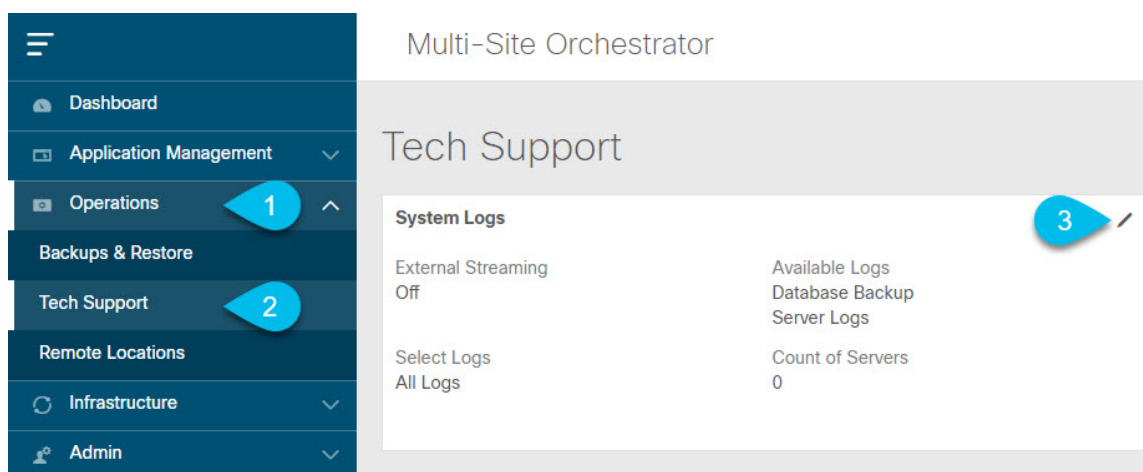 Multi-Site Orchestrator
Dashboard
Application Management
Operations 1
Backups & Restore
Tech Support 2
Remote Locations
Infrastructure
Admin
Tech Support
System Logs
3
External Streaming
Off
Available Logs
Database Backup
Server Logs
Select Logs
All Logs
Count of Servers
0